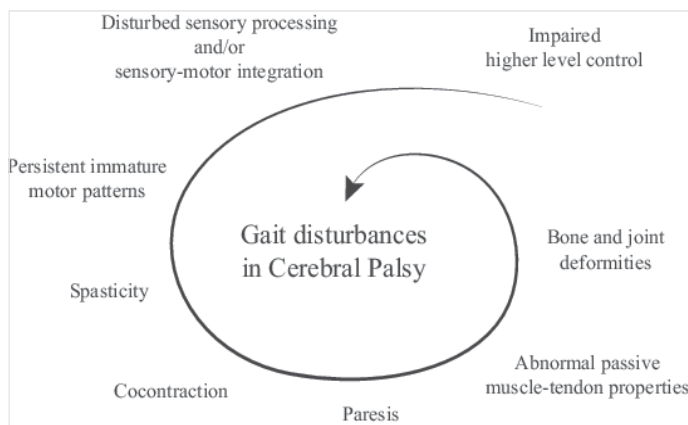 Disturbed sensory processing
and/or
sensory-motor integration
Impaired
higher level control
Persistent immature
motor patterns
Gait disturbances
in Cerebral Palsy
Bone and joint
deformities
Spasticity
Abnormal passive
muscle-tendon properties
Cocontraction
Paresis